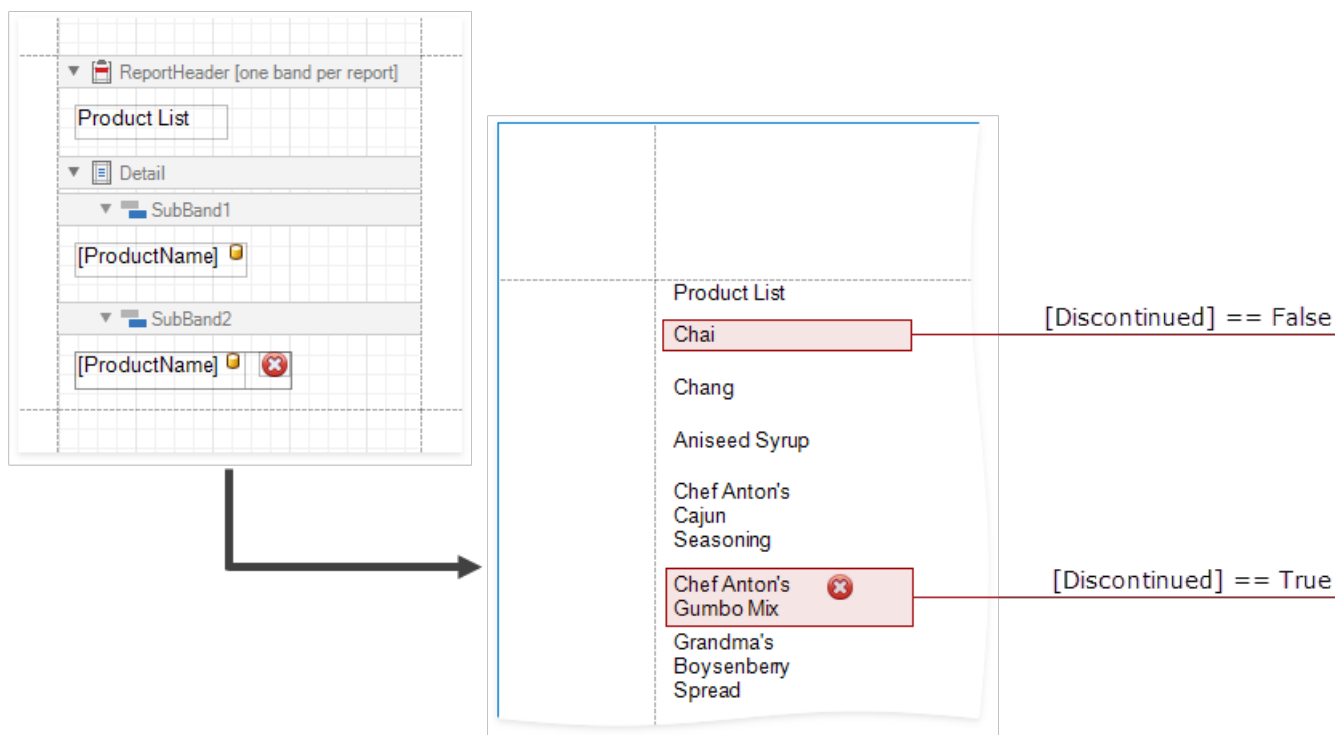 ReportHeader [one band per report]
Product List
Detail
SubBand1
[ProductName]
SubBand2
[ProductName]
Product List
Chai
Chang
Aniseed Syrup
Chef Anton's
Cajun
Seasoning
Chef Anton's
Gumbo Mix
Grandma's
Boysenberry
Spread
[Discontinued] == False
[Discontinued] == True